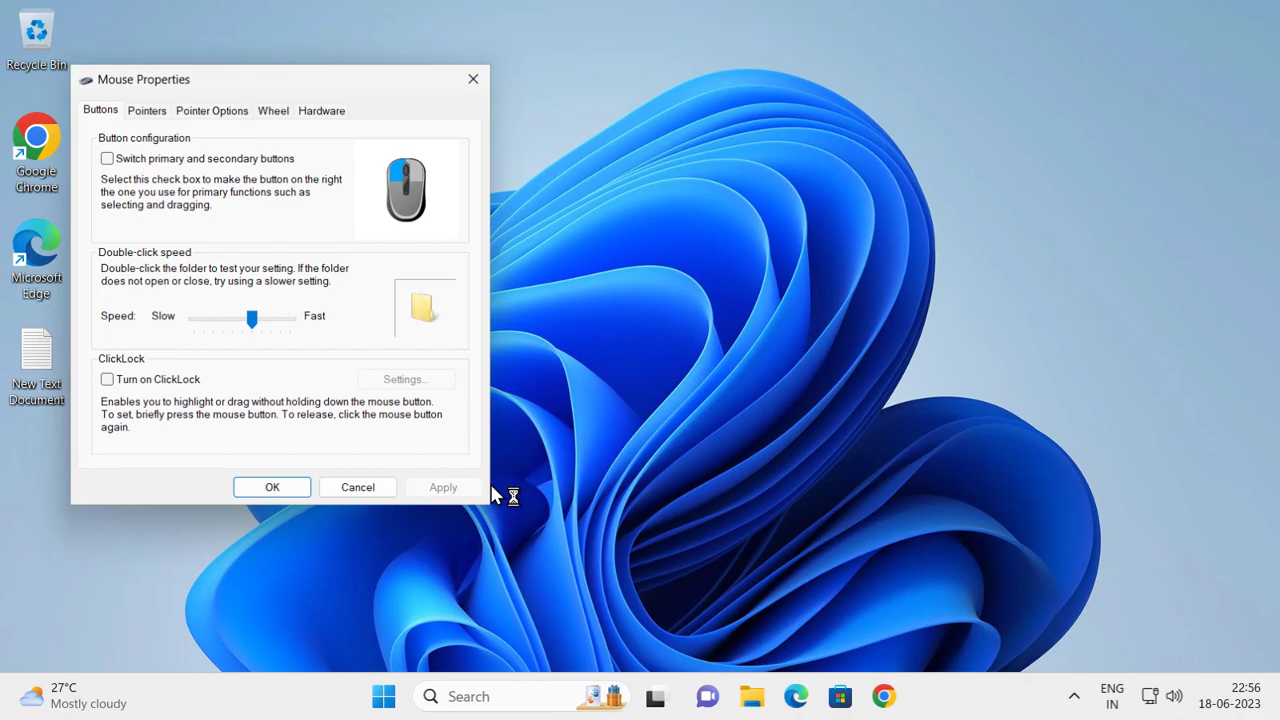 Recycle Bin
Google
Chrome
Microsoft
Edge
New Text
Document
Mouse Properties
Buttons Pointers Pointer Options Wheel Hardware
Button configuration
Switch primary and secondary buttons
Select this check box to make the button on the right
the one you use for primary functions such as
selecting and dragging.
Double-click speed
Double-click the folder to test your setting. If the folder
does not open or close, try using a slower setting.
Speed: Slow Fast
ClickLock
Turn on ClickLock Settings...
Enables you to highlight or drag without holding down the mouse button.
To set, briefly press the mouse button. To release, click the mouse button
again.
OK Cancel Apply
27°C
Mostly cloudy
Search
ENG
IN
22:56
18-06-2023